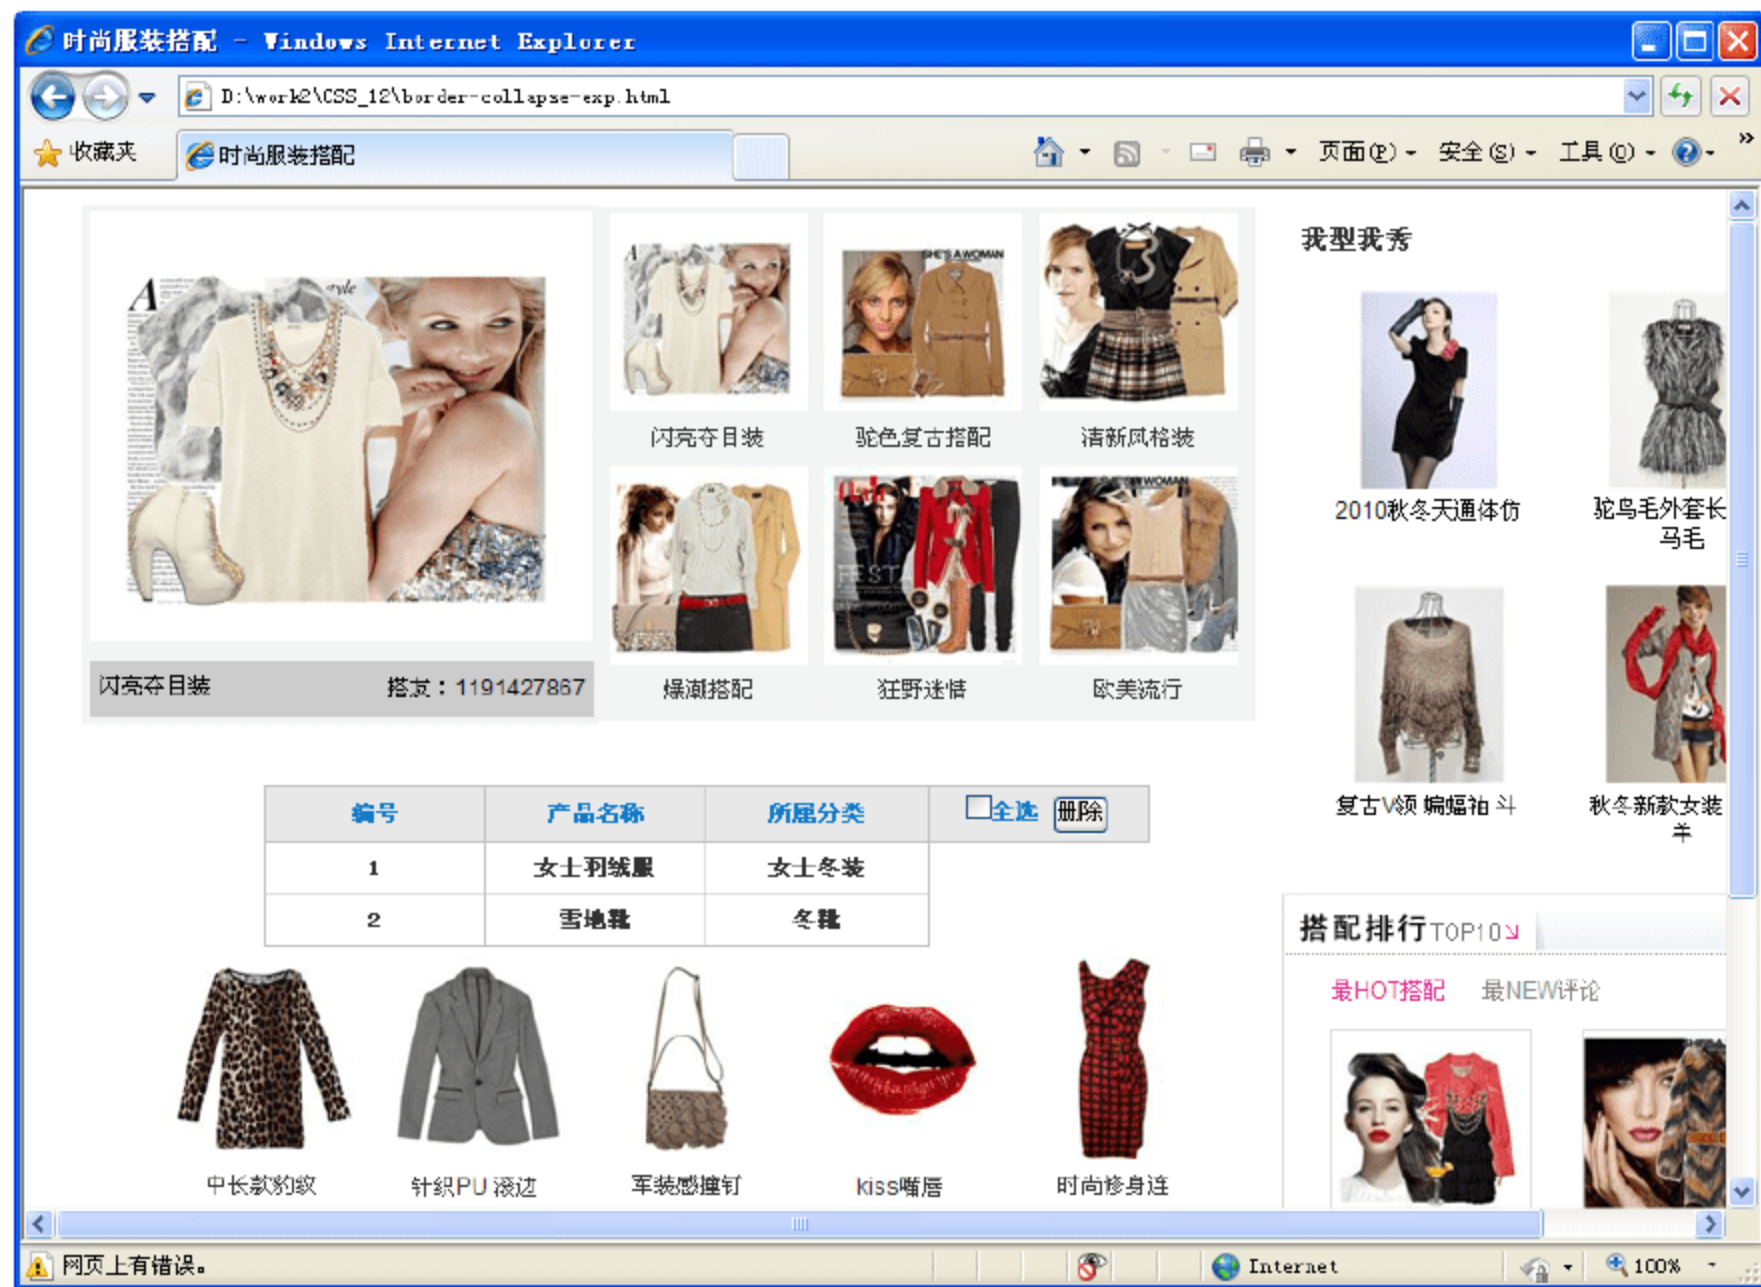 时尚服装搭配 - Windows Internet Explorer
D:\work2\CSS_12\border-collapse-exp.html
收藏夹
时尚服装搭配
页面(P)
安全(S)
工具(O)
»
我型我秀
A
style
SHE'S A WOMAN
闪亮夺目装
驼色复古搭配
清新风格装
2010秋冬天通体仿
驼鸟毛外套长
马毛
闪亮夺目装 搭友：1191427867
爆潮搭配
狂野迷情
欧美流行
复古V领 蝙蝠袖 斗
秋冬新款女装
羊
编号 产品名称 所属分类 全选 删除
1 女士羽绒服 女士冬装
2 雪地靴 冬靴
搭配排行TOP10
最HOT搭配 最NEW评论
中长款豹纹
针织PU 滚边
军装感撞钉
kiss嘴唇
时尚修身连
网页上有错误。
Internet
100%